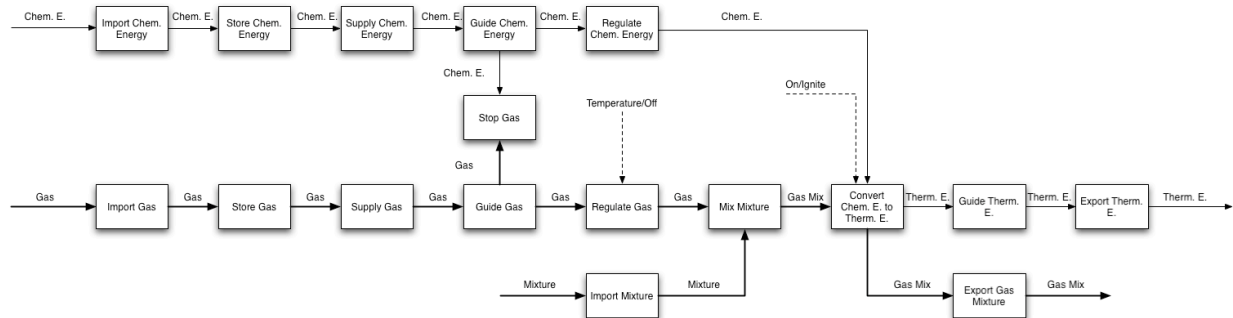 Chem. E.
Import Chem.
Energy
Chem. E.
Store Chem.
Energy
Chem. E.
Supply Chem.
Energy
Chem. E.
Guide Chem.
Energy
Chem. E.
Regulate
Chem. Energy
Chem. E.
Chem. E.
Stop Gas
Gas
Temperature/Off
On/Ignite
Gas
Import Gas
Gas
Store Gas
Gas
Supply Gas
Gas
Guide Gas
Gas
Regulate Gas
Gas
Mix Mixture
Gas Mix
Convert
Chem. E. to
Therm. E.
Therm. E.
Guide Therm.
E.
Therm. E.
Export Therm.
E.
Therm. E.
Mixture
Import Mixture
Mixture
Gas Mix
Export Gas
Mixture
Gas Mix